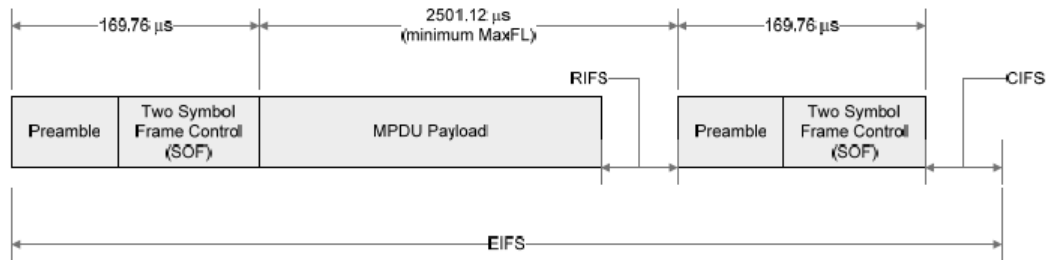 169.76 µs
2501.12 µs
(minimum MaxFL)
169.76 µs
RIFS
CIFS
Preamble
Two Symbol
Frame Control
(SOF)
MPDU Payload
Preamble
Two Symbol
Frame Control
(SOF)
EIFS